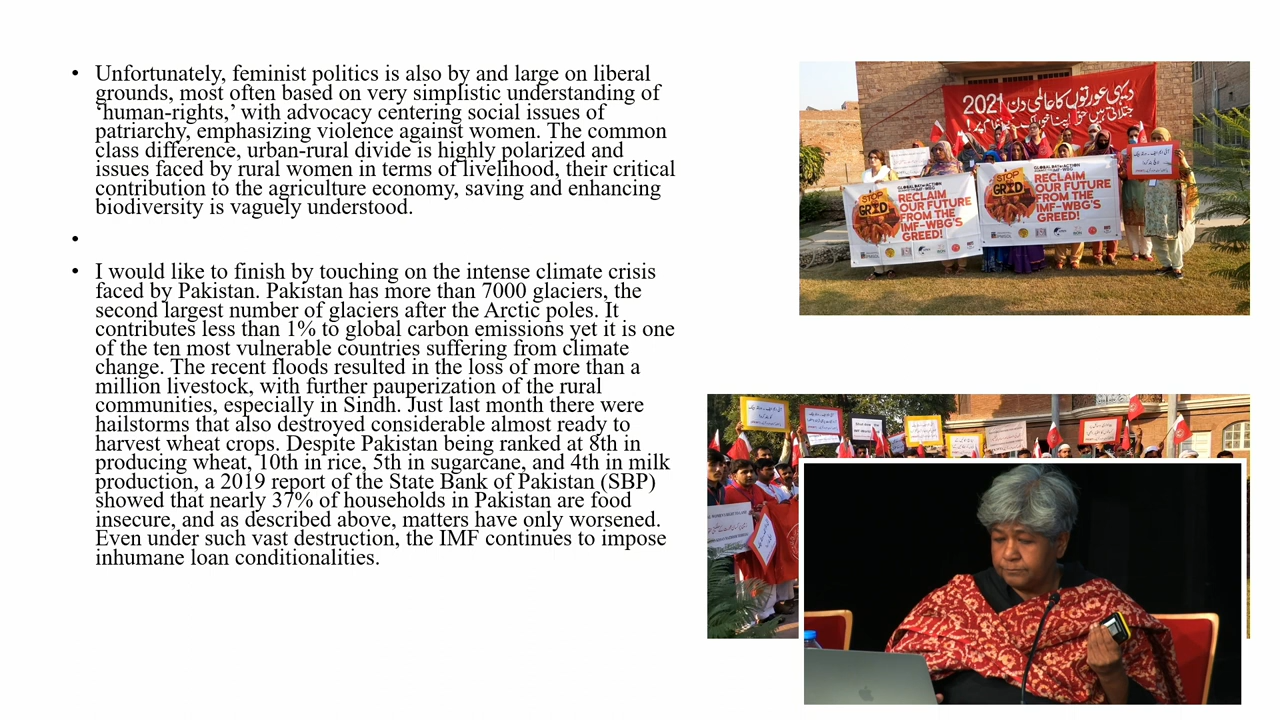 • Unfortunately, feminist politics is also by and large on liberal
grounds, most often based on very simplistic understanding of
‘human-rights,’ with advocacy centering social issues of
patriarchy, emphasizing violence against women. The common
class difference, urban-rural divide is highly polarized and
issues faced by rural women in terms of livelihood, their critical
contribution to the agriculture economy, saving and enhancing
biodiversity is vaguely understood.
•
• I would like to finish by touching on the intense climate crisis
faced by Pakistan. Pakistan has more than 7000 glaciers, the
second largest number of glaciers after the Arctic poles. It
contributes less than 1% to global carbon emissions yet it is one
of the ten most vulnerable countries suffering from climate
change. The recent floods resulted in the loss of more than a
million livestock, with further pauperization of the rural
communities, especially in Sindh. Just last month there were
hailstorms that also destroyed considerable almost ready to
harvest wheat crops. Despite Pakistan being ranked at 8th in
producing wheat, 10th in rice, 5th in sugarcane, and 4th in milk
production, a 2019 report of the State Bank of Pakistan (SBP)
showed that nearly 37% of households in Pakistan are food
insecure, and as described above, matters have only worsened.
Even under such vast destruction, the IMF continues to impose
inhumane loan conditionalities.
دیہی عورتوں کا عالمی دن 2021
STOP
GRID
RECLAIM
OUR FUTURE
FROM THE
IMF-WBG'S
GREED!
STOP
GRID
RECLAIM
OUR FUTURE
FROM THE
IMF-WBG'S
GREED!